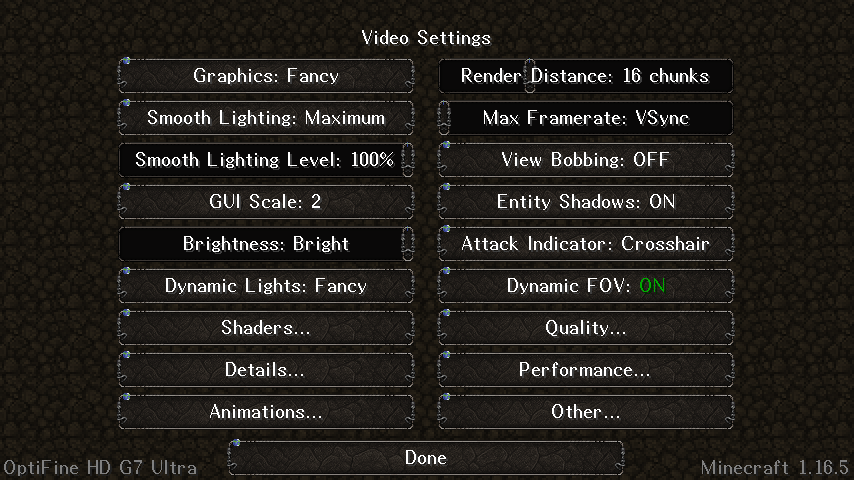 Video Settings
Graphics: Fancy
Render Distance: 16 chunks
Smooth Lighting: Maximum
Max Framerate: VSync
Smooth Lighting Level: 100%
View Bobbing: OFF
GUI Scale: 2
Entity Shadows: ON
Brightness: Bright
Attack Indicator: Crosshair
Dynamic Lights: Fancy
Dynamic FOV: ON
Shaders...
Quality...
Details...
Performance...
Animations...
Other...
Done
OptiFine HD G7 Ultra
Minecraft 1.16.5